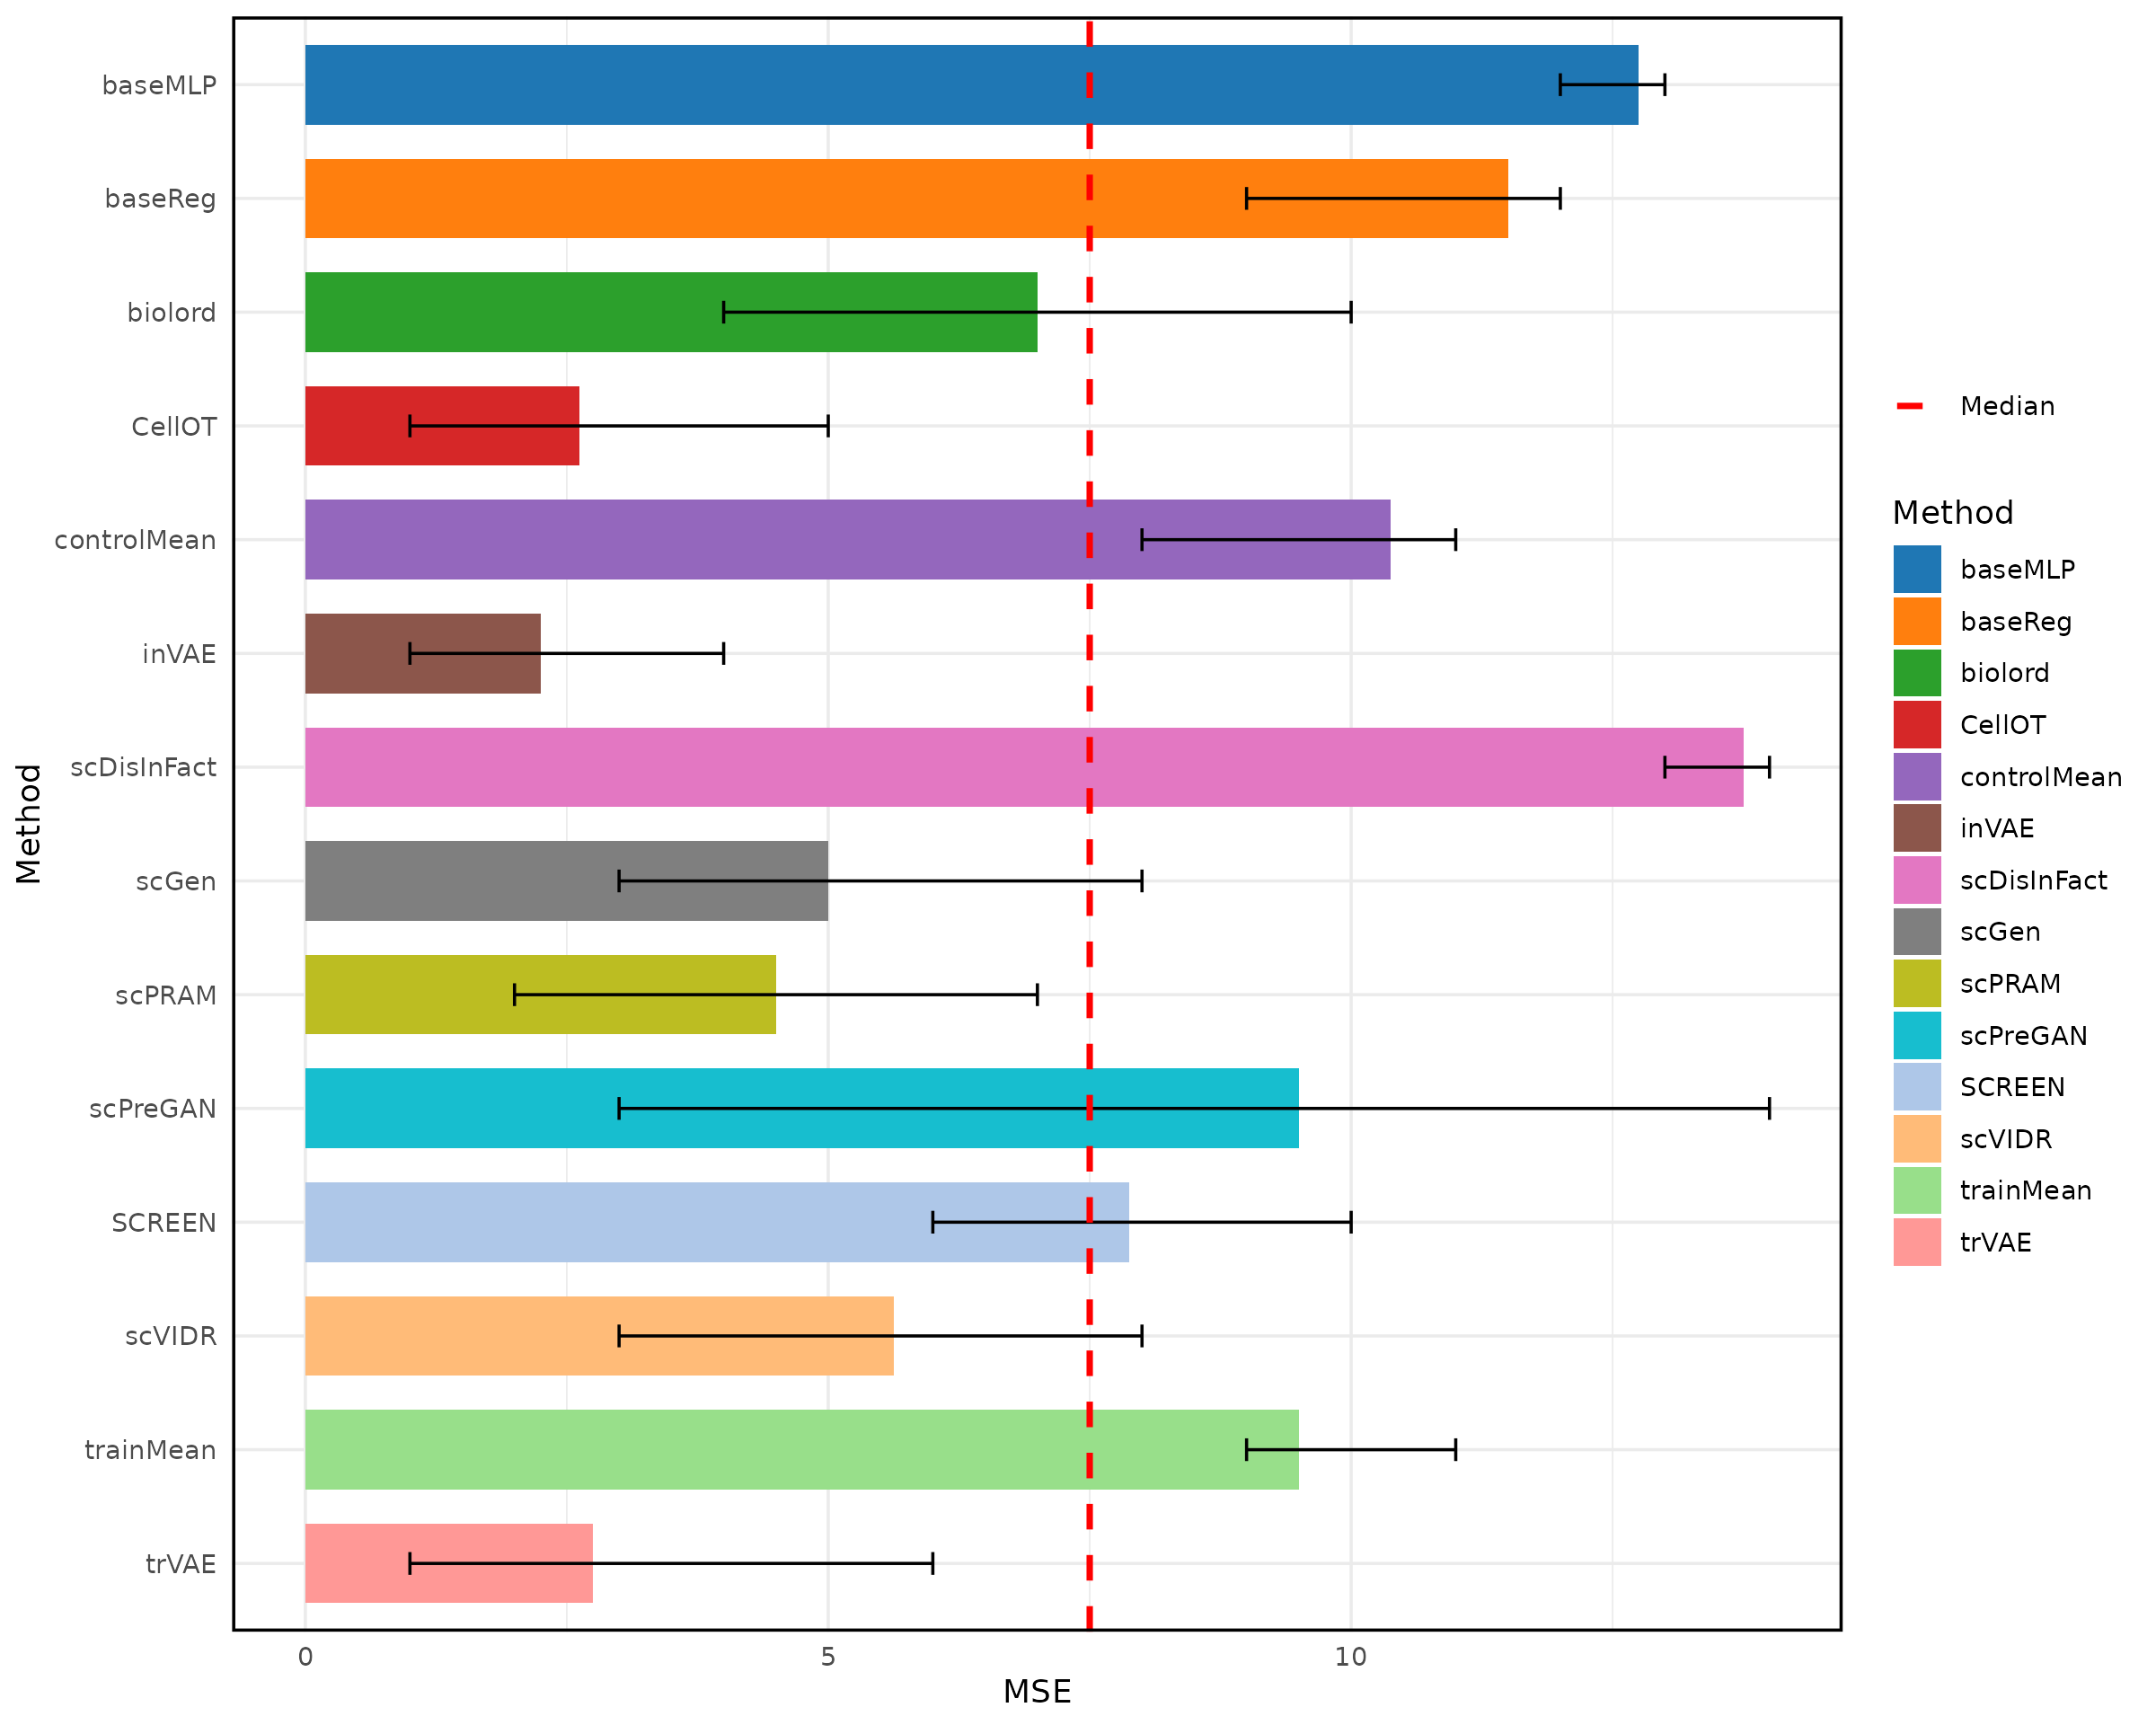 baseMLP
baseReg
biolord
CellOT
controlMean
inVAE
scDisInFact
scGen
scPRAM
scPreGAN
SCREEN
scVIDR
trainMean
trVAE
Method
0 5 10
MSE
Median
Method
baseMLP
baseReg
biolord
CellOT
controlMean
inVAE
scDisInFact
scGen
scPRAM
scPreGAN
SCREEN
scVIDR
trainMean
trVAE